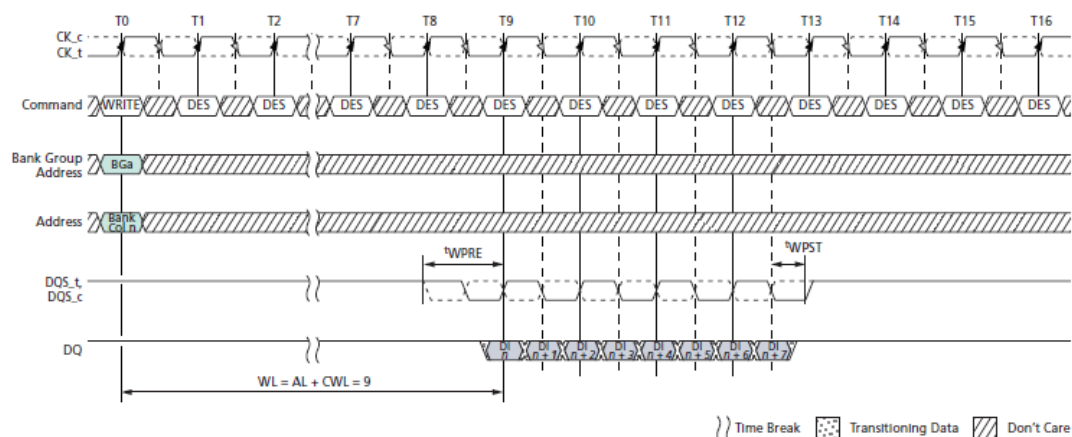 T0 T1 T2 T7 T8 T9 T10 T11 T12 T13 T14 T15 T16
CK_c
CK_t
Command WRITE DES DES DES DES DES DES DES DES DES DES DES DES
Bank Group
Address
BGa
Address
Bank
Col n
tWPRE tWPST
DQS_t,
DQS_c
DQ
DI
n
DI
n + 1
DI
n + 2
DI
n + 3
DI
n + 4
DI
n + 5
DI
n + 6
DI
n + 7
WL = AL + CWL = 9
Time Break Transitioning Data Don't Care